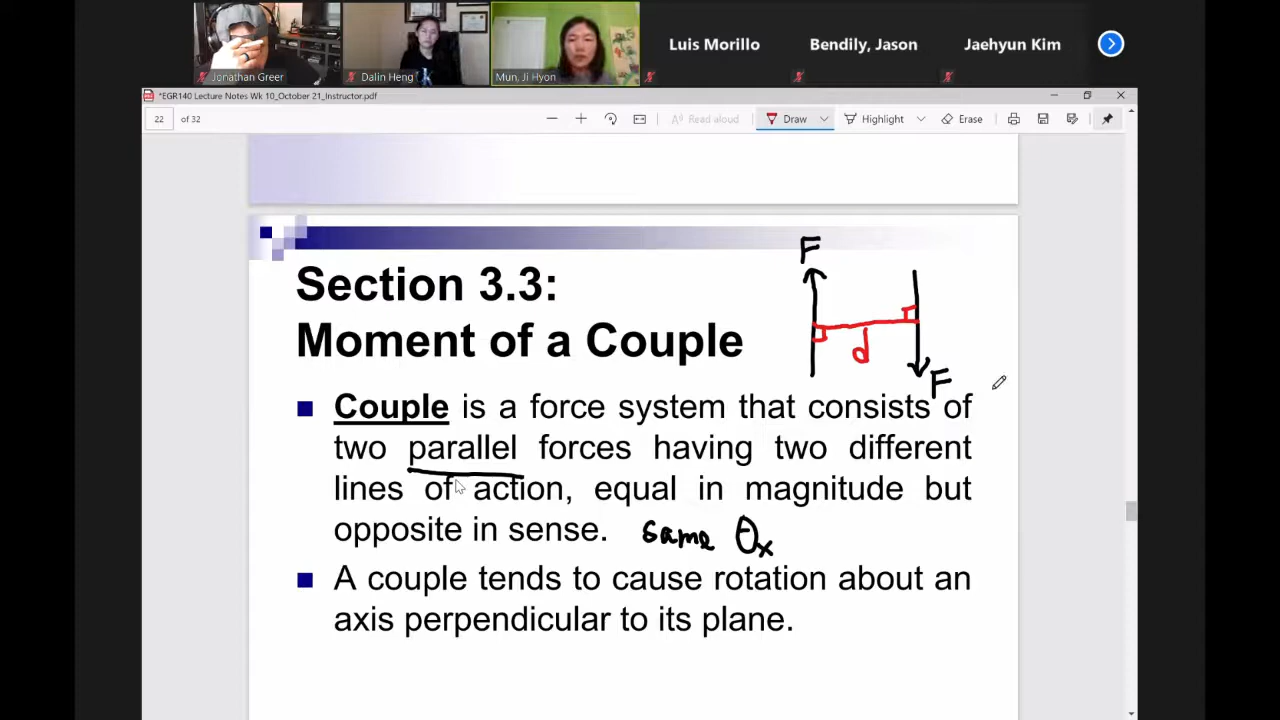 Luis Morillo
Bendily, Jason
Jaehyun Kim
Jonathan Greer
Dalin Heng
Mun, Ji Hyon
*EGR140 Lecture Notes Wk 10_October 21_Instructor.pdf
22 of 32
Read aloud
Draw
Highlight
Erase
F
Section 3.3:
Moment of a Couple
d
F
Couple is a force system that consists of
two parallel forces having two different
lines of action, equal in magnitude but
opposite in sense. same θx
A couple tends to cause rotation about an
axis perpendicular to its plane.